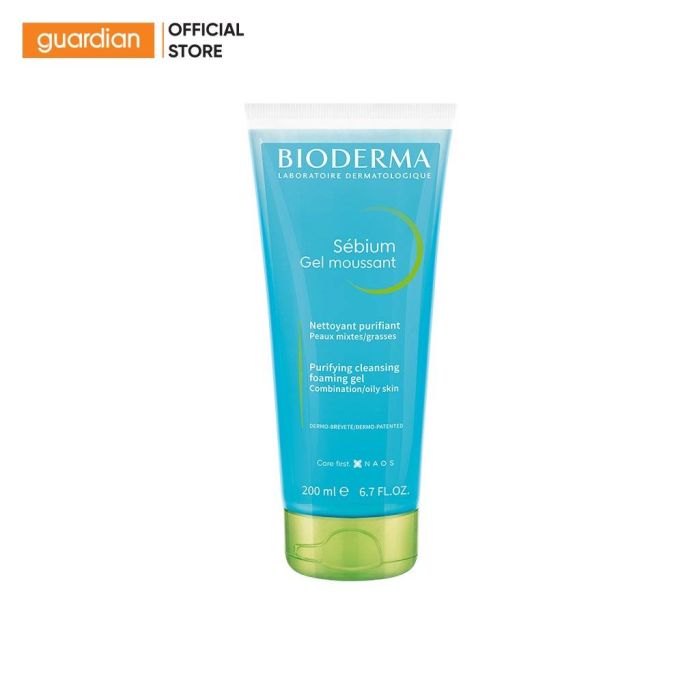 guardian
OFFICIAL
STORE
BIODERMA
LABORATOIRE DERMATOLOGIQUE
Sébium
Gel moussant
Nettoyant purifiant
Peaux mixtes/grasses
Purifying cleansing
foaming gel
Combination/oily skin
DERMO-BREVETÉ/DERMO-PATENTED
Care first. NAOS
200 ml ℮ 6.7 FL.OZ.